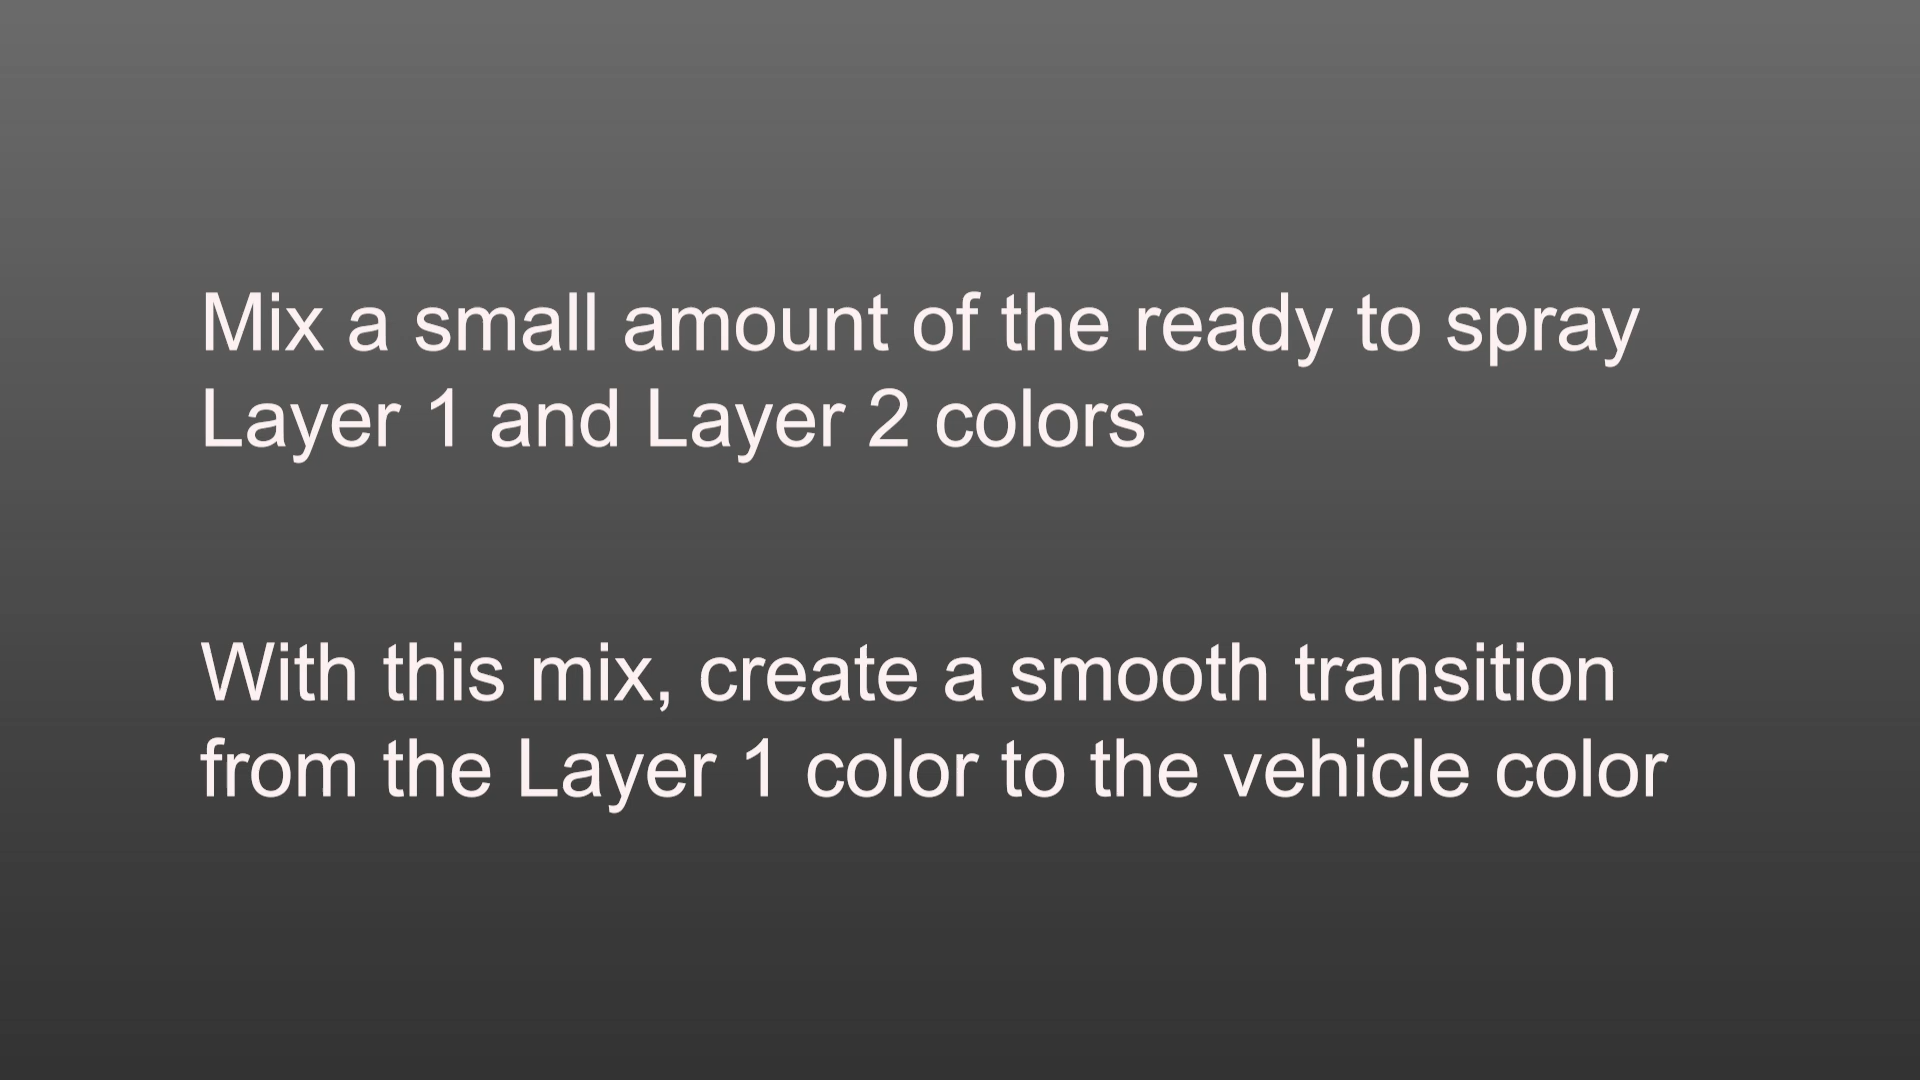 Mix a small amount of the ready to spray
Layer 1 and Layer 2 colors
With this mix, create a smooth transition
from the Layer 1 color to the vehicle color